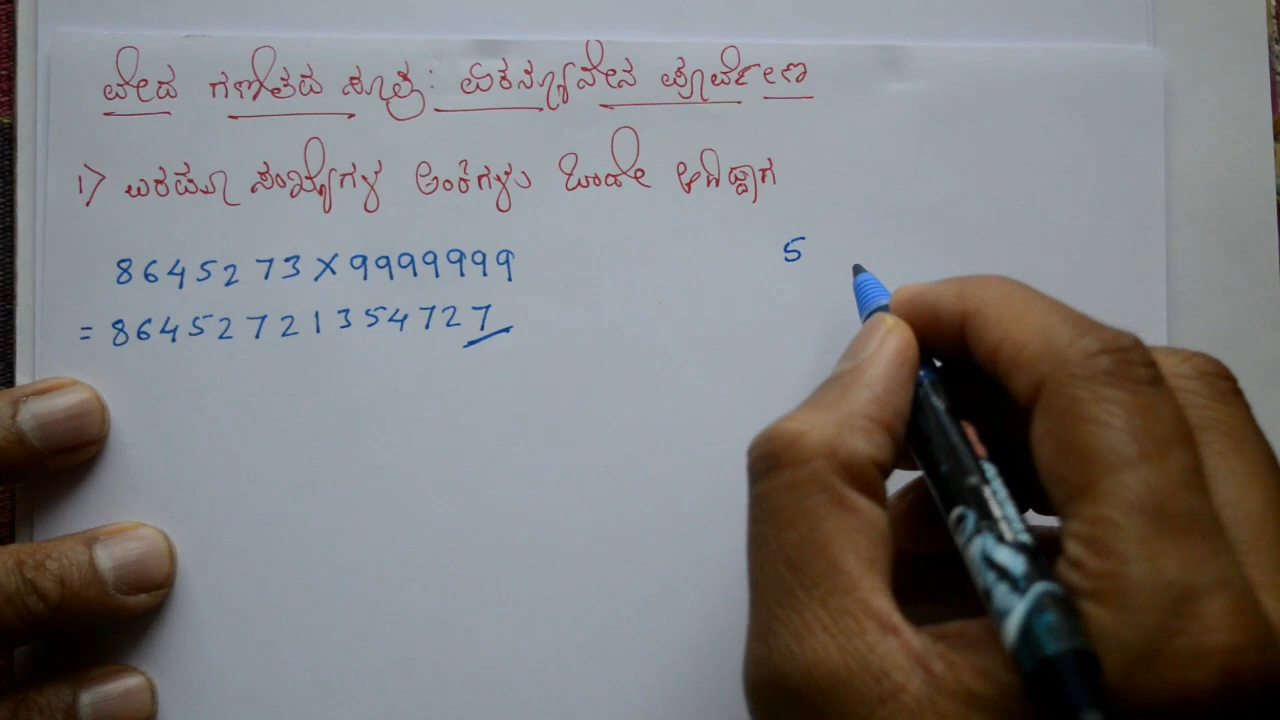 ವೇದ ಗಣಿತದ ಸೂತ್ರ: ಏಕನ್ಯೂನೇನ ಪೂರ್ವೇಣ
1) ಎರಡೂ ಸಂಖ್ಯೆಗಳ ಅಂಕಿಗಳು ಒಂದೇ ಆಗಿದ್ದಾಗ
8645273×9999999 5
= 86452721354727